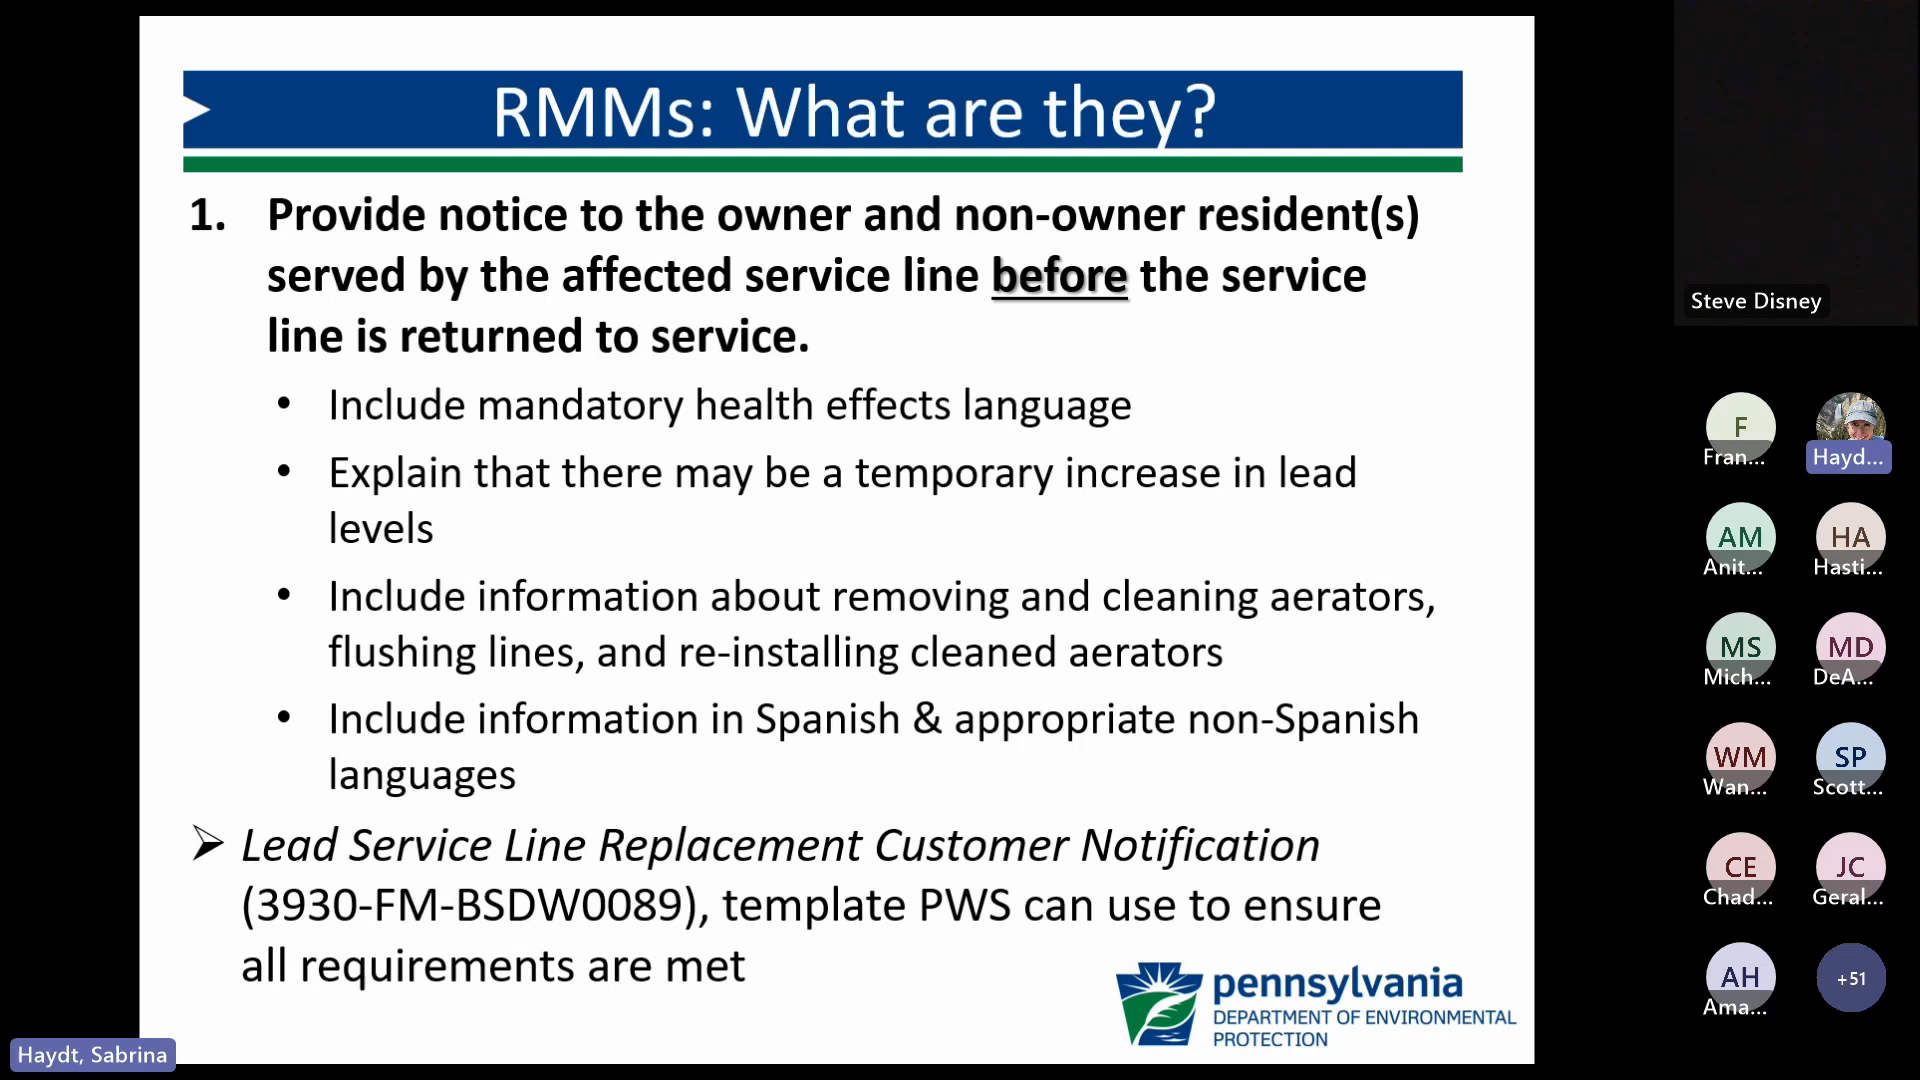 RMMs: What are they?
1. Provide notice to the owner and non-owner resident(s)
served by the affected service line before the service
line is returned to service.
• Include mandatory health effects language
• Explain that there may be a temporary increase in lead
levels
• Include information about removing and cleaning aerators,
flushing lines, and re-installing cleaned aerators
• Include information in Spanish & appropriate non-Spanish
languages
➢ Lead Service Line Replacement Customer Notification
(3930-FM-BSDW0089), template PWS can use to ensure
all requirements are met
pennsylvania
DEPARTMENT OF ENVIRONMENTAL
PROTECTION
Haydt, Sabrina
Steve Disney
F
Fran...
Hayd...
AM
Anit...
HA
Hasti...
MS
Mich...
MD
DeA...
WM
Wan...
SP
Scott...
CE
Chad...
JC
Geral...
AH
Ama...
+51